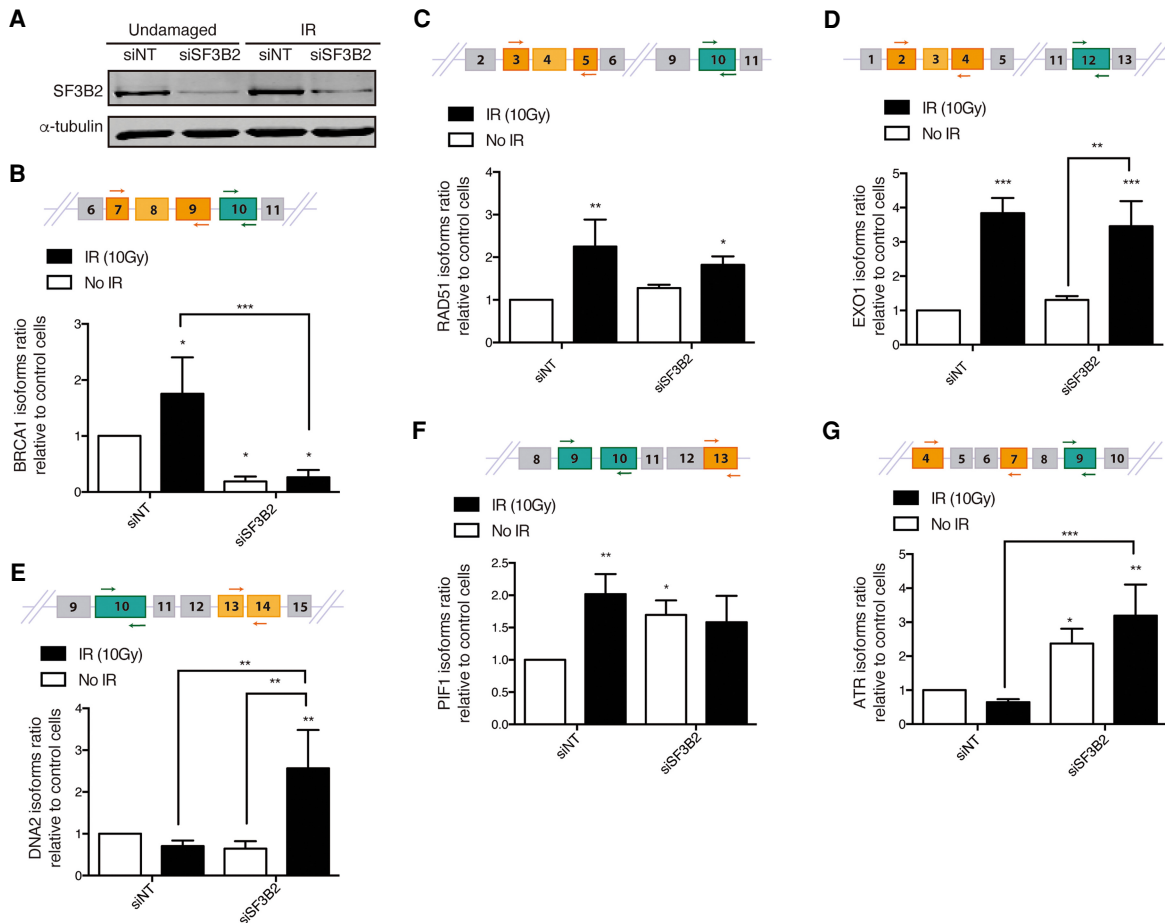 A
Undamaged IR
siNT siSF3B2 siNT siSF3B2
SF3B2
α-tubulin
B
6 7 8 9 10 11
IR (10Gy)
No IR
BRCA1 isoforms ratio
relative to control cells
3
2
1
0
***
* * *
siNT
siSF3B2
C
2 3 4 5 6 9 10 11
IR (10Gy)
No IR
RAD51 isoforms ratio
relative to control cells
4
3
2
1
0
** *
siNT
siSF3B2
D
1 2 3 4 5 11 12 13
IR (10Gy)
No IR
EXO1 isoforms ratio
relative to control cells
5
4
3
2
1
0
**
*** ***
siNT
siSF3B2
E
9 10 11 12 13 14 15
IR (10Gy)
No IR
DNA2 isoforms ratio
relative to control cells
4
3
2
1
0
**
**
**
siNT
siSF3B2
F
8 9 10 11 12 13
IR (10Gy)
No IR
PIF1 isoforms ratio
relative to control cells
2.5
2.0
1.5
1.0
0.5
0.0
** *
siNT
siSF3B2
G
4 5 6 7 8 9 10
IR (10Gy)
No IR
ATR isoforms ratio
relative to control cells
5
4
3
2
1
0
***
* **
siNT
siSF3B2